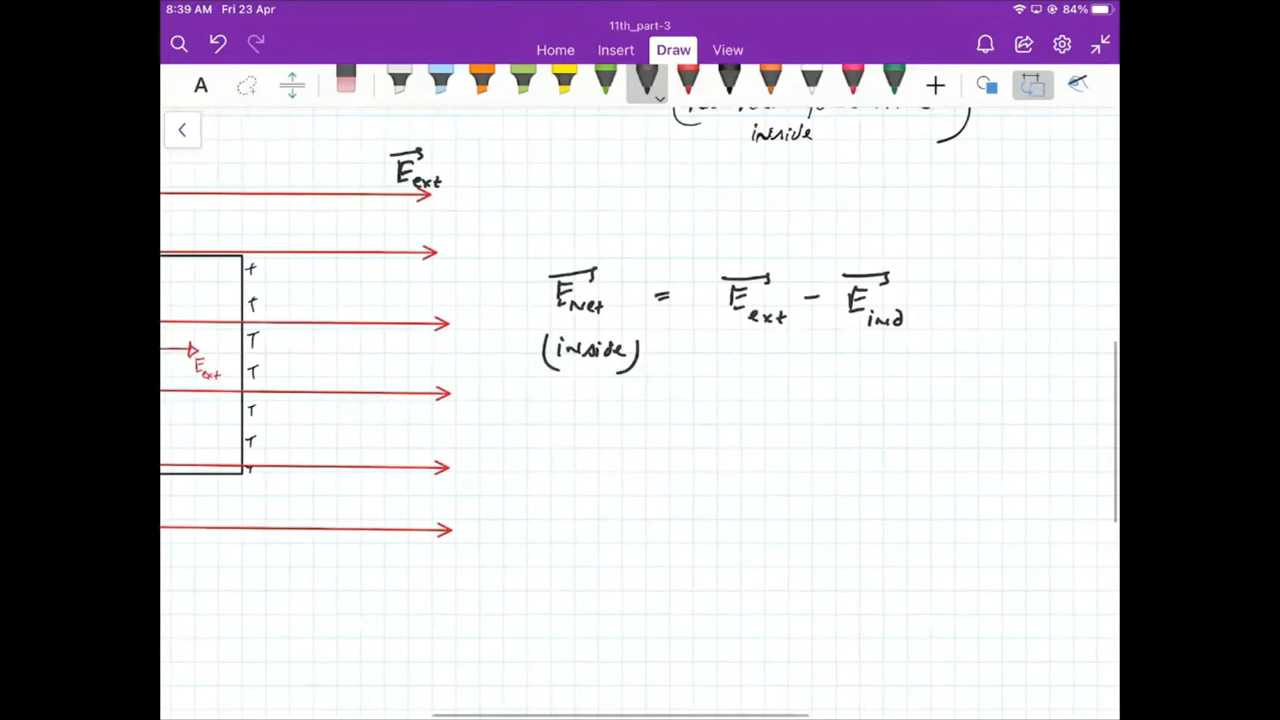 8:39 AM Fri 23 Apr
84%
11th_part-3
Home Insert Draw View
A
inside
E ext
E Net = E ext - E ind
(inside)
E ext
+
+
+
+
+
+
+